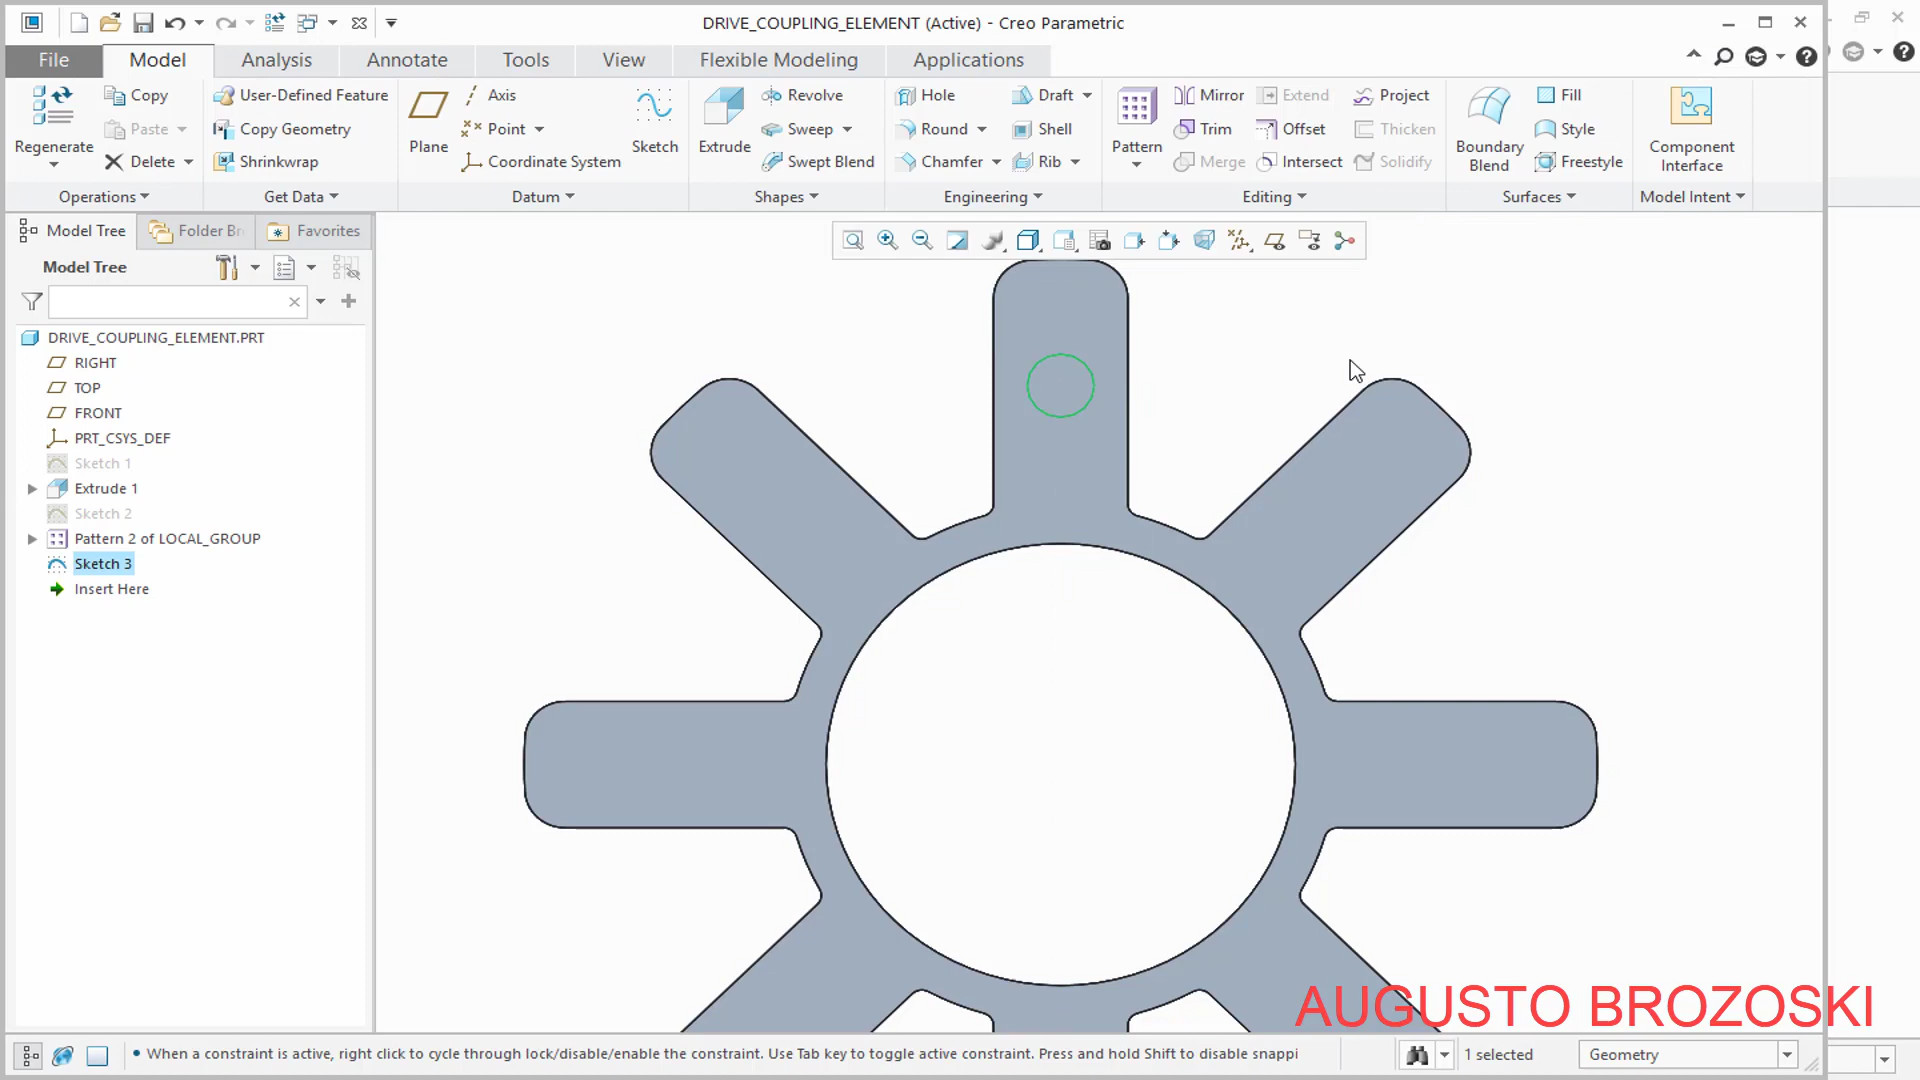 DRIVE_COUPLING_ELEMENT (Active) - Creo Parametric
File Model Analysis Annotate Tools View Flexible Modeling Applications
Regenerate
Copy
Paste
Delete
Operations
User-Defined Feature
Copy Geometry
Shrinkwrap
Get Data
Plane
Axis
Point
Coordinate System
Sketch
Datum
Extrude
Revolve
Sweep
Swept Blend
Shapes
Hole
Round
Chamfer
Draft
Shell
Rib
Engineering
Pattern
Mirror
Trim
Merge
Extend
Offset
Intersect
Project
Thicken
Solidify
Editing
Boundary
Blend
Fill
Style
Freestyle
Surfaces
Component
Interface
Model Intent
Model Tree Folder Br Favorites
Model Tree
DRIVE_COUPLING_ELEMENT.PRT
RIGHT
TOP
FRONT
PRT_CSYS_DEF
Sketch 1
Extrude 1
Sketch 2
Pattern 2 of LOCAL_GROUP
Sketch 3
Insert Here
AUGUSTO BROZOSKI
• When a constraint is active, right click to cycle through lock/disable/enable the constraint. Use Tab key to toggle active constraint. Press and hold Shift to disable snappi
1 selected
Geometry